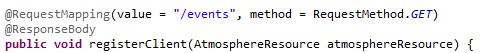 @RequestMapping(value = "/events", method = RequestMethod.GET)
@ResponseBody
public void registerClient(AtmosphereResource atmosphereResource) {